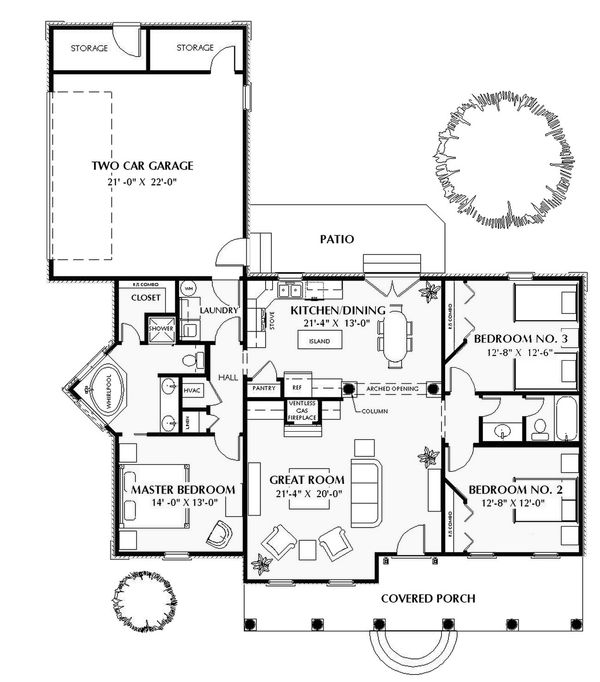 STORAGE
STORAGE
TWO CAR GARAGE
21' -0" X 22'-0"
PATIO
R/S COMBO
CLOSET
WH
LAUNDRY
SHOWER
STOVE
KITCHEN/DINING
21'-4" X 13'-0"
ISLAND
R/S COMBO
BEDROOM NO. 3
12'-8" X 12'-6"
WHIRLPOOL
HALL
HVAC
LINEN
PANTRY
REF
ARCHED OPENING
VENTLESS
GAS
FIREPLACE
COLUMN
MASTER BEDROOM
14' -0" X 13'-0"
GREAT ROOM
21'-4" X 20'-0"
BEDROOM NO. 2
12'-8" X 12'-0"
R/S COMBO
COVERED PORCH